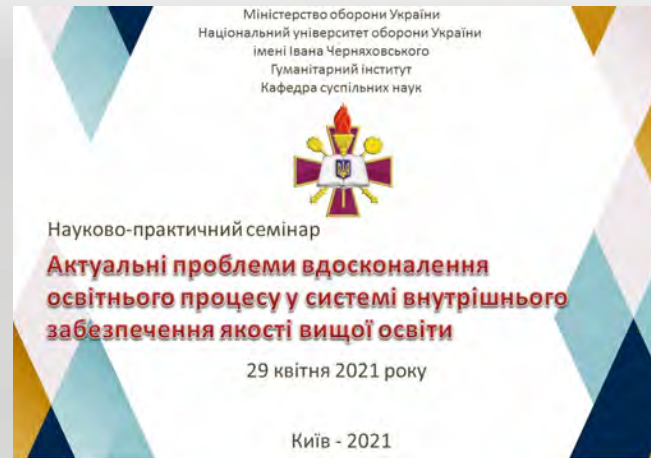 Міністерство оборони України
Національний університет оборони України
імені Івана Черняховського
Гуманітарний інститут
Кафедра суспільних наук
Науково-практичний семінар
Актуальні проблеми вдосконалення
освітнього процесу у системі внутрішнього
забезпечення якості вищої освіти
29 квітня 2021 року
Київ - 2021